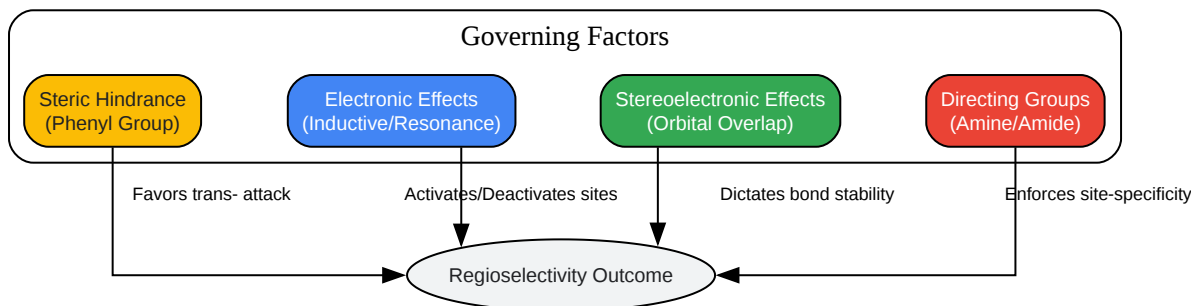 Governing Factors
Steric Hindrance
(Phenyl Group)
Electronic Effects
(Inductive/Resonance)
Stereoelectronic Effects
(Orbital Overlap)
Directing Groups
(Amine/Amide)
Favors trans- attack
Activates/Deactivates sites
Dictates bond stability
Enforces site-specificity
Regioselectivity Outcome